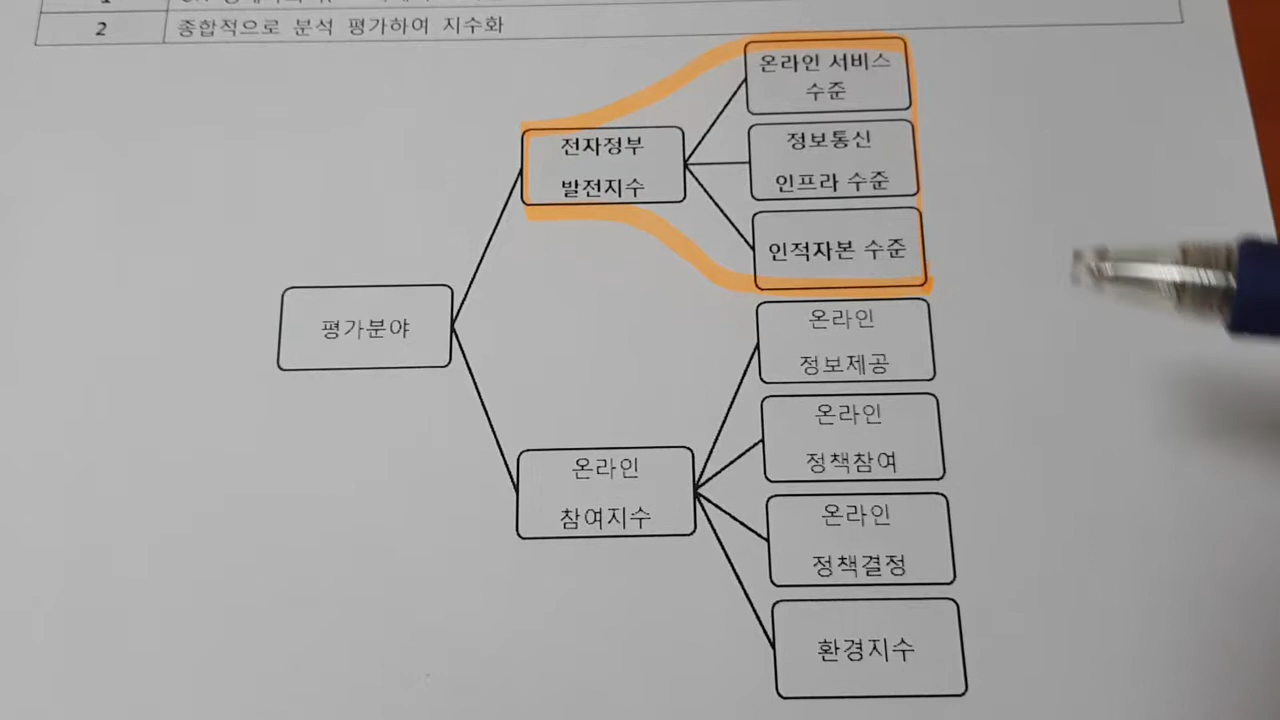 1
2 종합적으로 분석 평가하여 지수화
온라인 서비스
수준
전자정부
발전지수
정보통신
인프라 수준
인적자본 수준
평가분야
온라인
정보제공
온라인
정책참여
온라인
참여지수
온라인
정책결정
환경지수